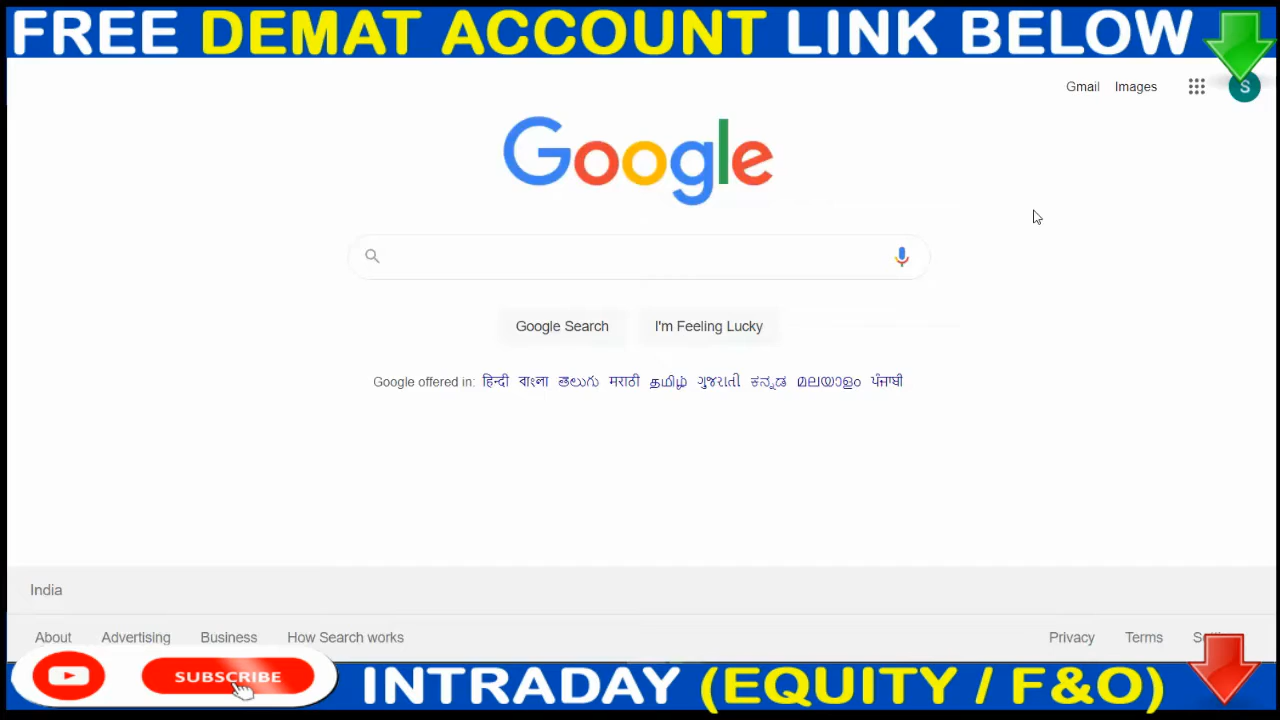 FREE DEMAT ACCOUNT LINK BELOW
Gmail Images S
Google
Google Search I'm Feeling Lucky
Google offered in: हिन्दी বাংলা తెలుగు मराठी தமிழ் ગુજરાતી ಕನ್ನಡ മലയാളം ਪੰਜਾਬੀ
India
About Advertising Business How Search works Privacy Terms
SUBSCRIBE
INTRADAY (EQUITY / F&O)